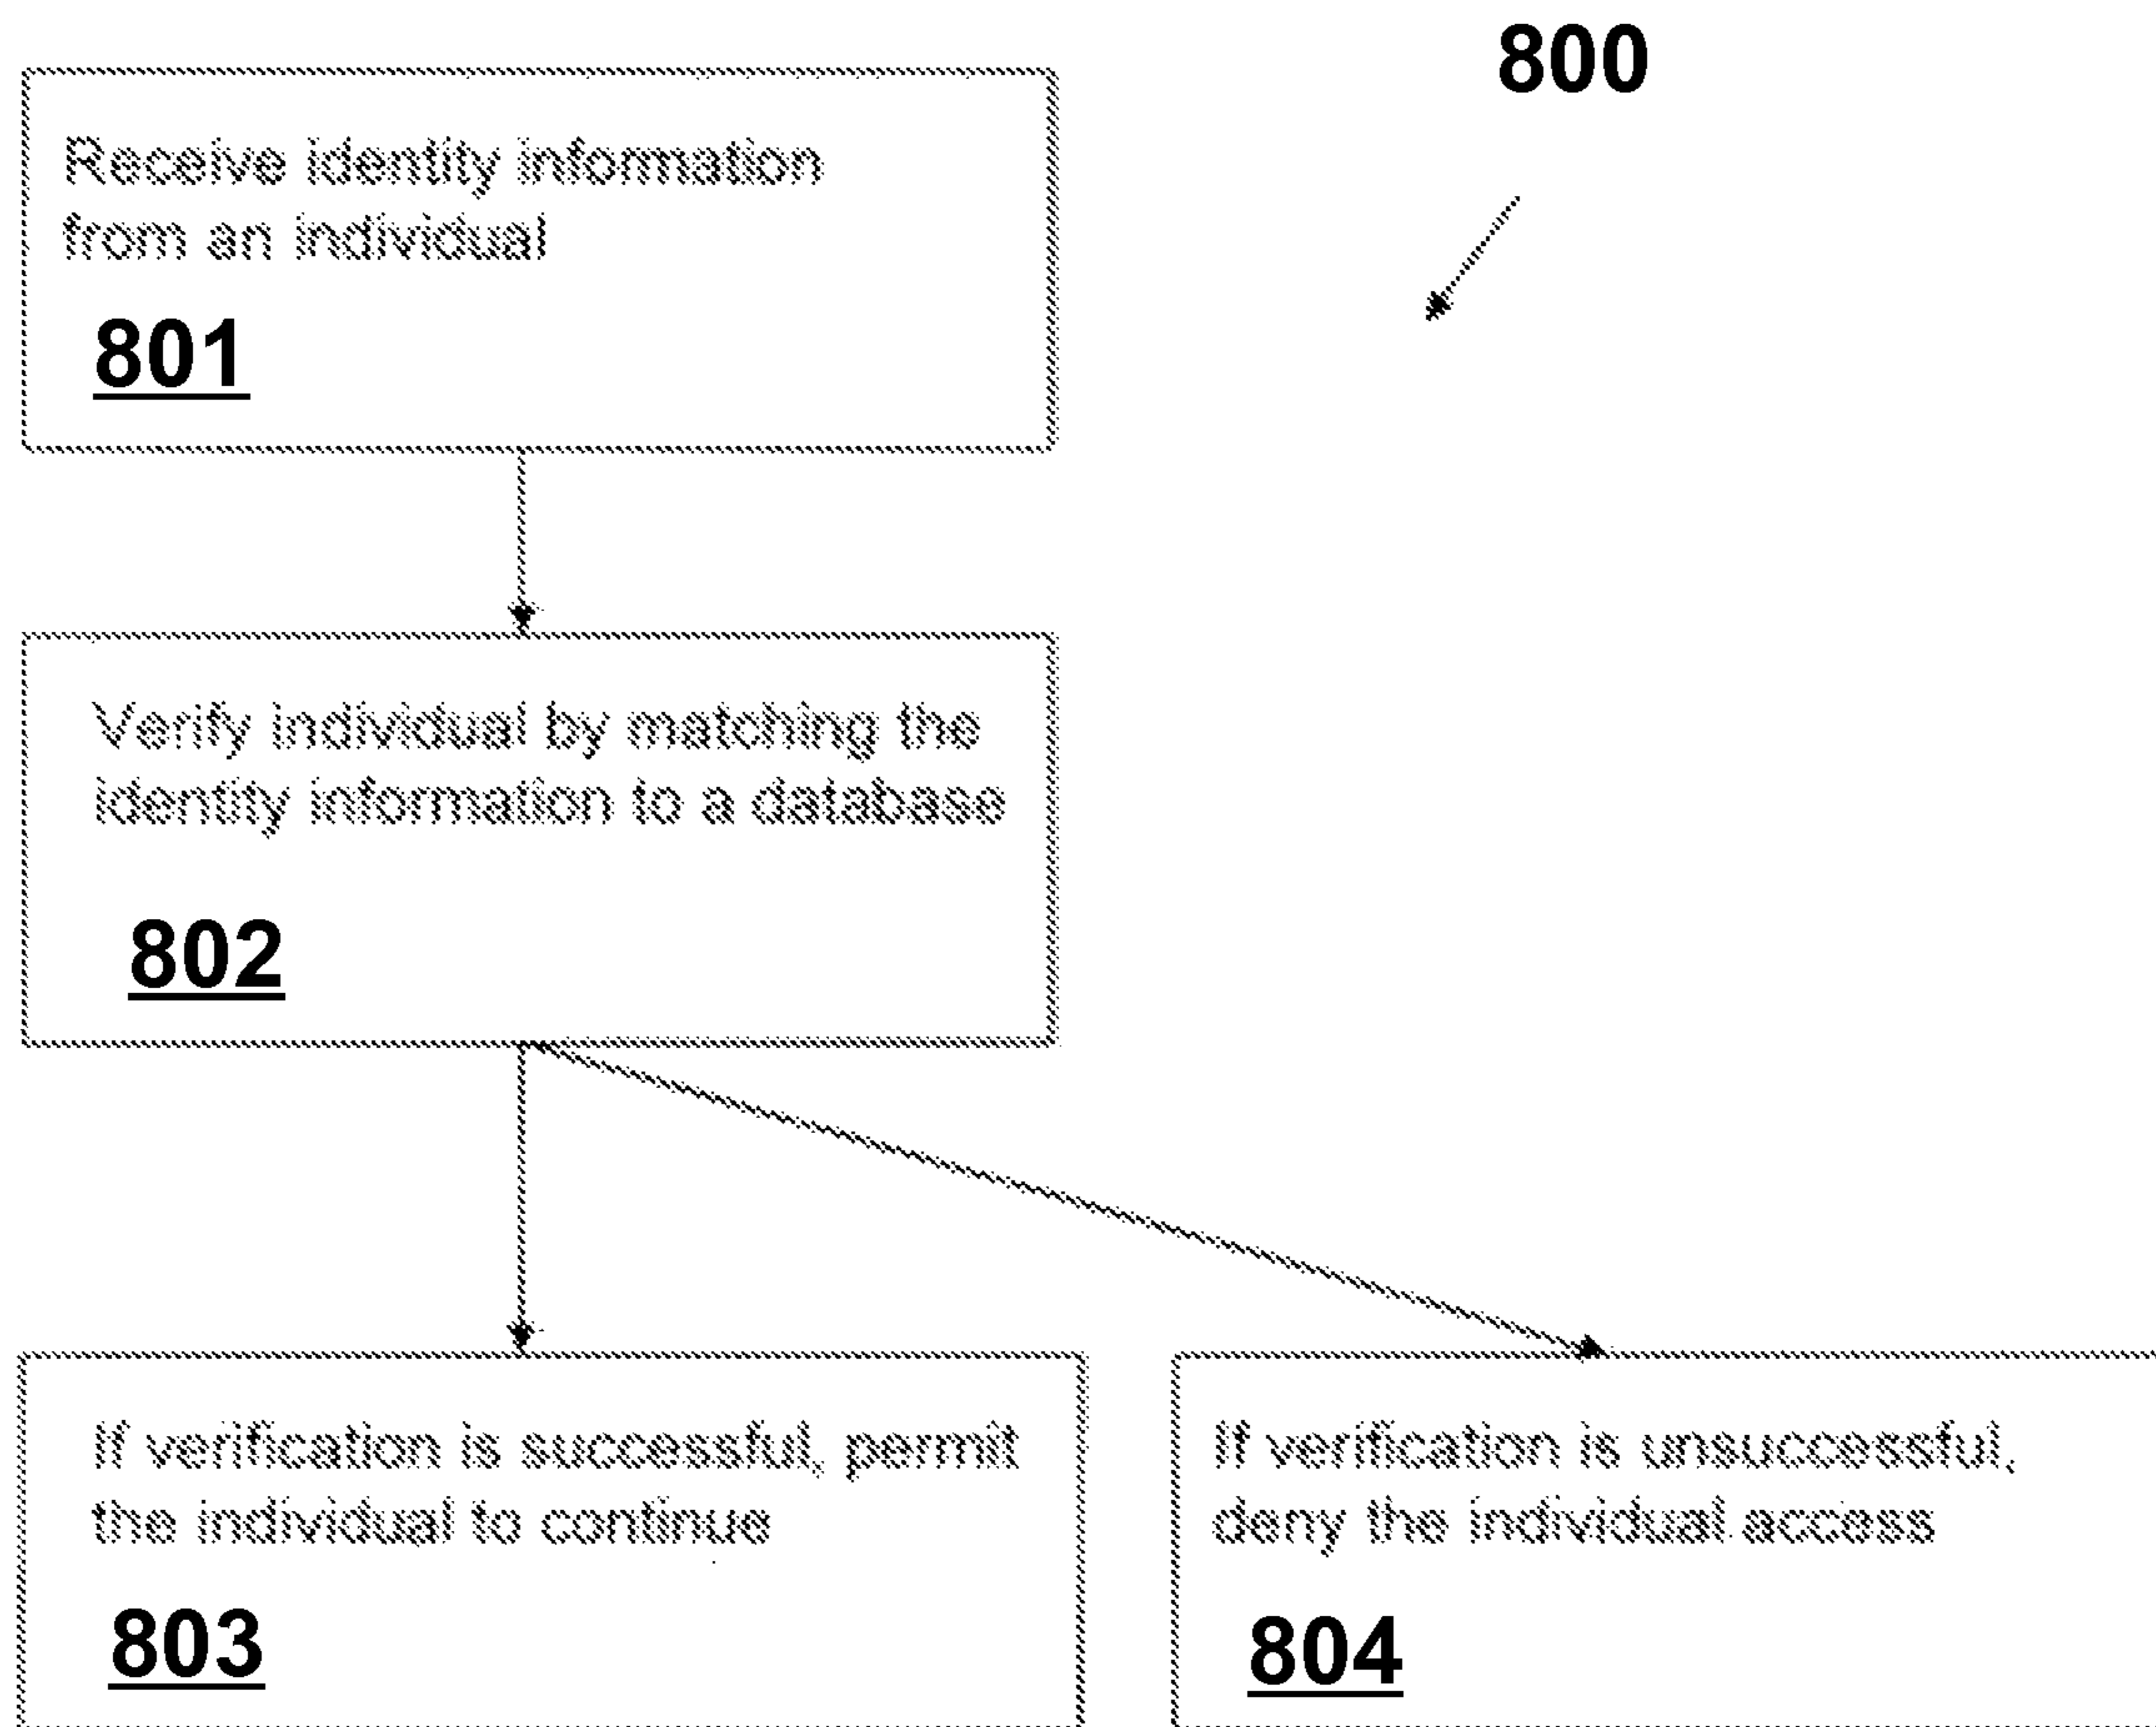 800
Receive identity information
from an individual
801
Verify individual by matching the
identity information to a database
802
If verification is successful, permit
the individual to continue
803
If verification is unsuccessful,
deny the individual access
804